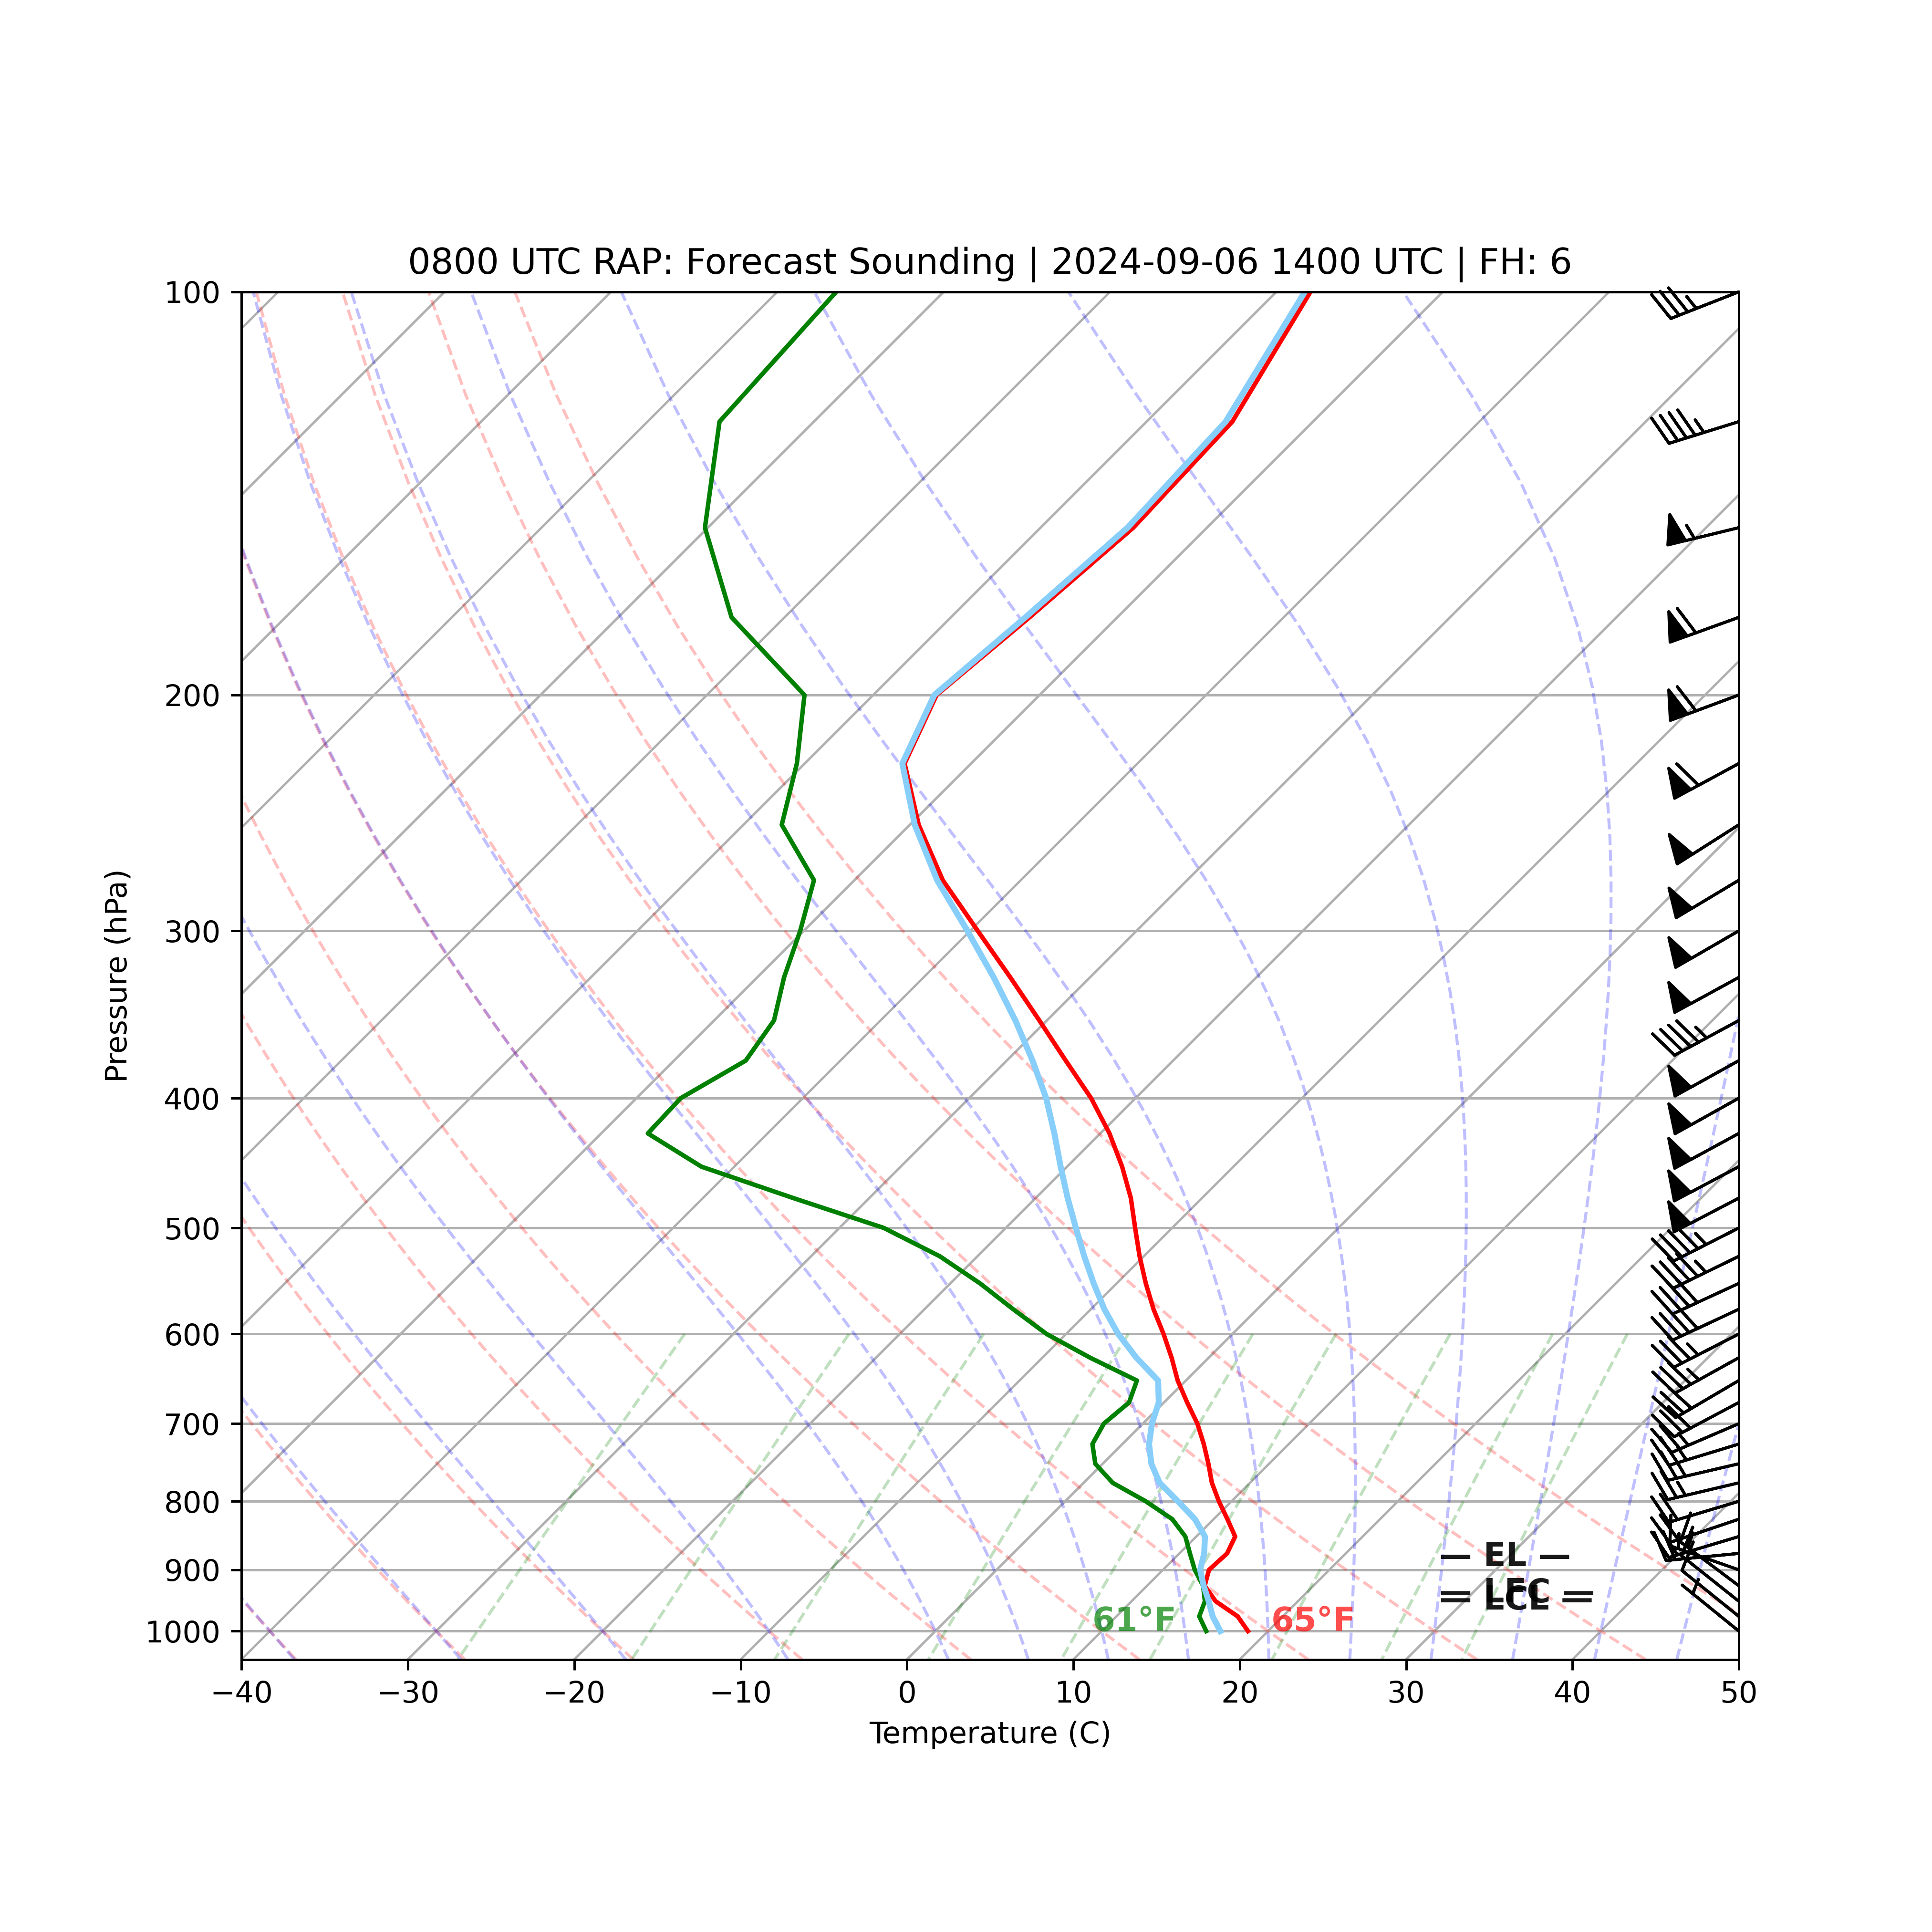 0800 UTC RAP: Forecast Sounding | 2024-09-06 1400 UTC | FH: 6
100
200
300
400
500
600
700
800
900
1000
Pressure (hPa)
— EL —
— LFC —
— LCL —
61°F
65°F
−40 −30 −20 −10 0 10 20 30 40 50
Temperature (C)